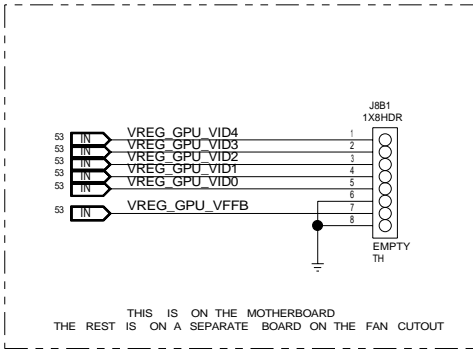 J8B1
1X8HDR
53 IN VREG_GPU_VID4 1
53 IN VREG_GPU_VID3 2
53 IN VREG_GPU_VID2 3
53 IN VREG_GPU_VID1 4
53 IN VREG_GPU_VID0 5
6
53 IN VREG_GPU_VFFB 7
8
EMPTY
TH
THIS IS ON THE MOTHERBOARD
THE REST IS ON A SEPARATE BOARD ON THE FAN CUTOUT